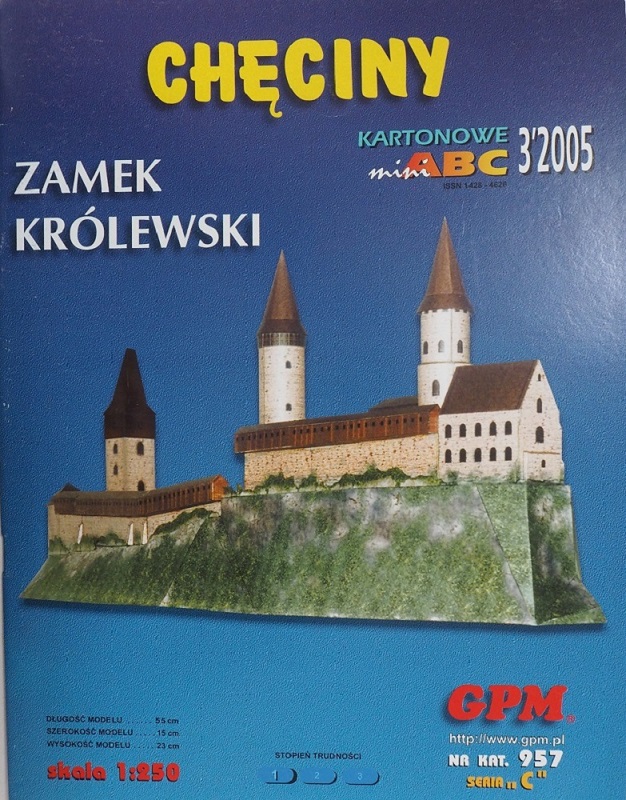 CHĘCINY
KARTONOWE
mini ABC 3'2005
ISSN 1428 - 462X
ZAMEK
KRÓLEWSKI
GPM®
http://www.gpm.pl
NR KAT. 957
SERIA „ C "
DŁUGOŚĆ MODELU . . . . . . 55 cm
SZEROKOŚĆ MODELU . . . . 15 cm
WYSOKOŚĆ MODELU . . . . . 23 cm
skala 1:250
STOPIEŃ TRUDNOŚCI
1 2 3